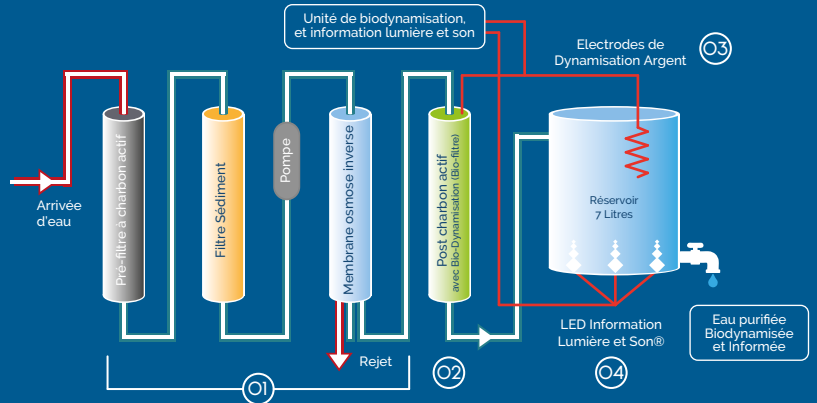 Unité de biodynamisation,
et information lumière et son
Electrodes de
Dynamisation Argent
03
Arrivée
d'eau
Pré-filtre à charbon actif
Filtre Sédiment
Pompe
Membrane osmose inverse
Post charbon actif
avec Bio-Dynamisation (Bio-filtre)
Réservoir
7 Litres
Rejet
01
02
LED Information
Lumière et Son®
04
Eau purifiée
Biodynamisée
et Informée